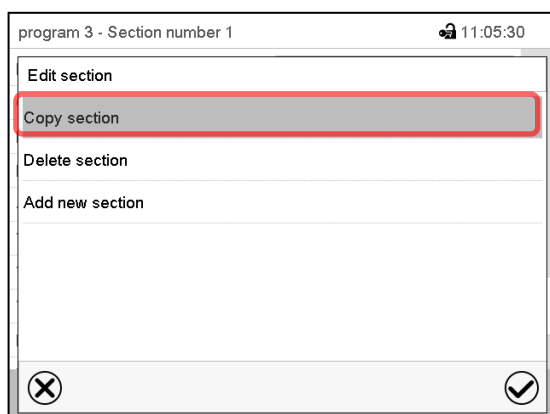 program 3 - Section number 1 11:05:30
Edit section
Copy section
Delete section
Add new section